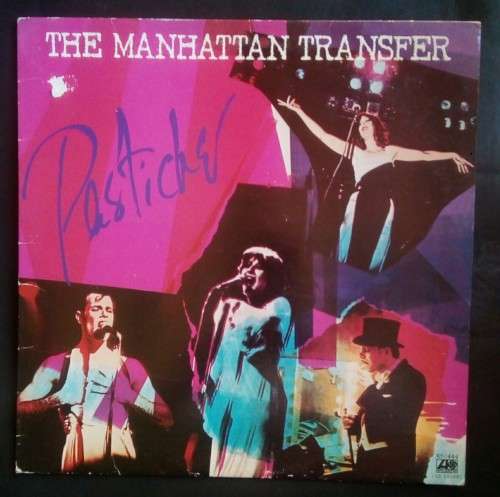 THE MANHATTAN TRANSFER
Pastiche